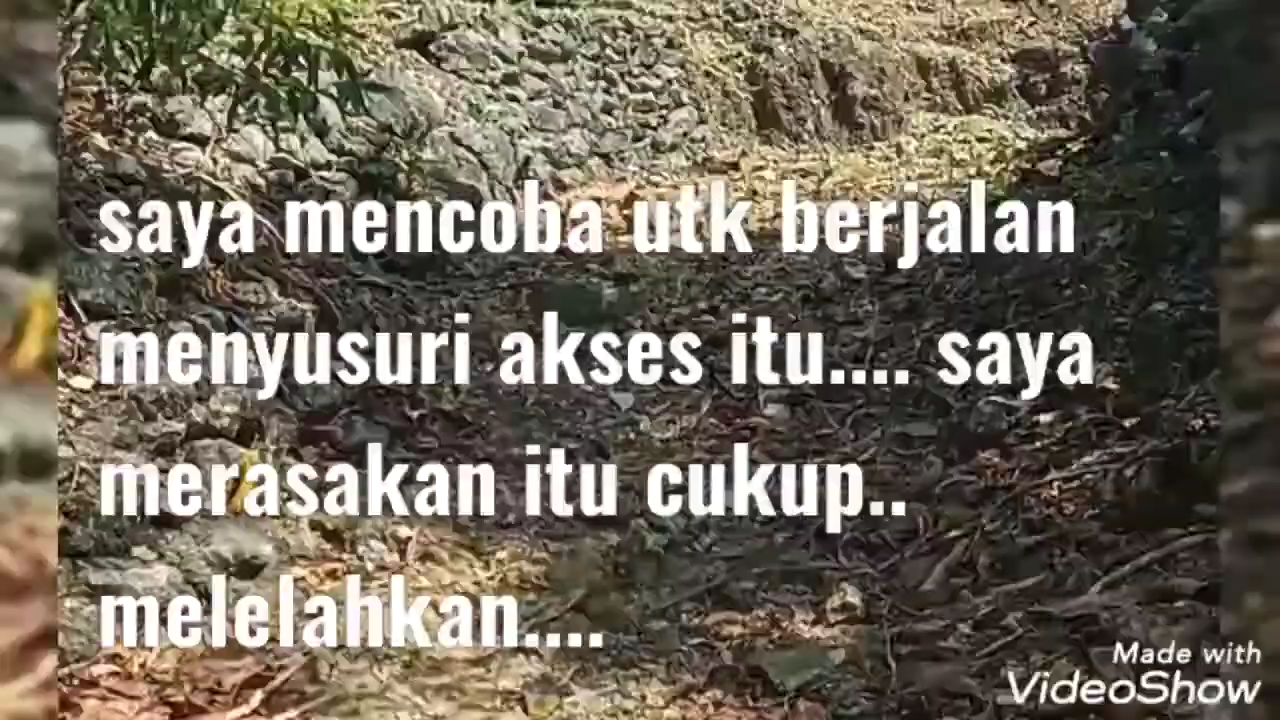 saya mencoba utk berjalan
menyusuri akses itu.... saya
merasakan itu cukup..
melelahkan....
Made with
VideoShow